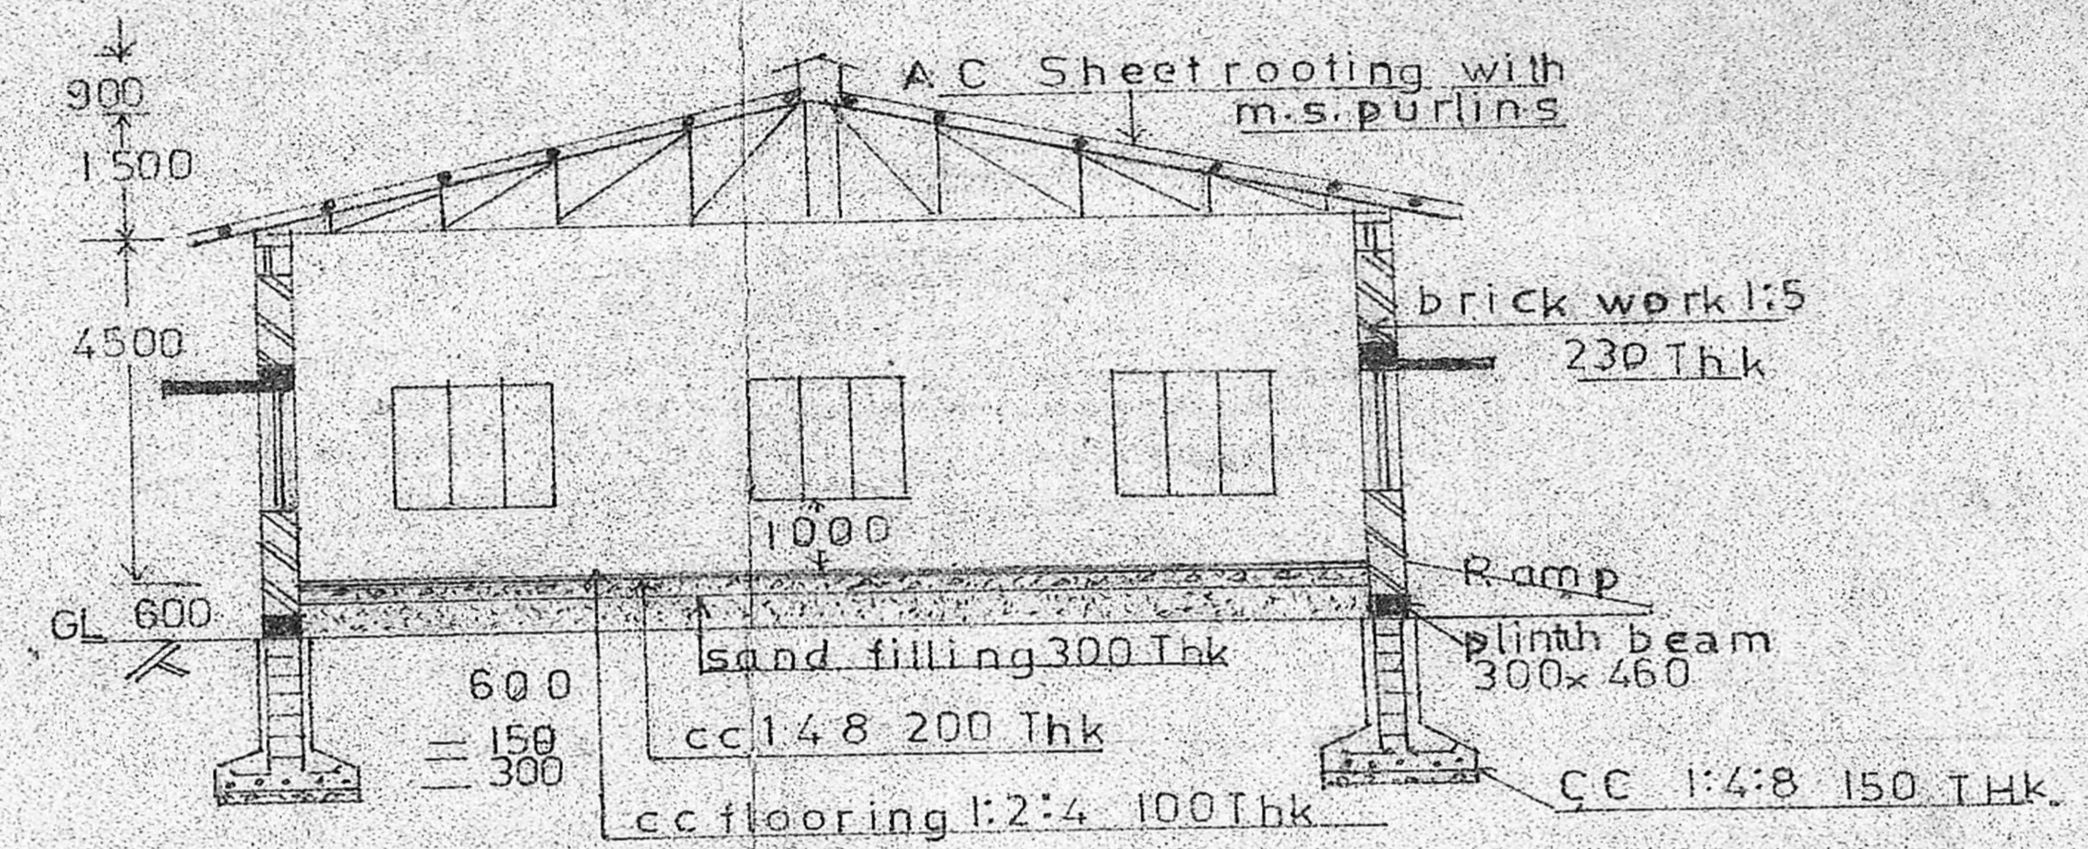 900
A C Sheet rooting with
m.s. purlins
1500
brick work 1:5
4500
230 Thk
1000
Ramp
GL 600
plinth beam
sand filling 300 Thk
300x 460
600
cc 1 4 8 200 Thk
150
300
CC 1:4:8 150 THK.
cc flooring 1:2:4 100 Thk